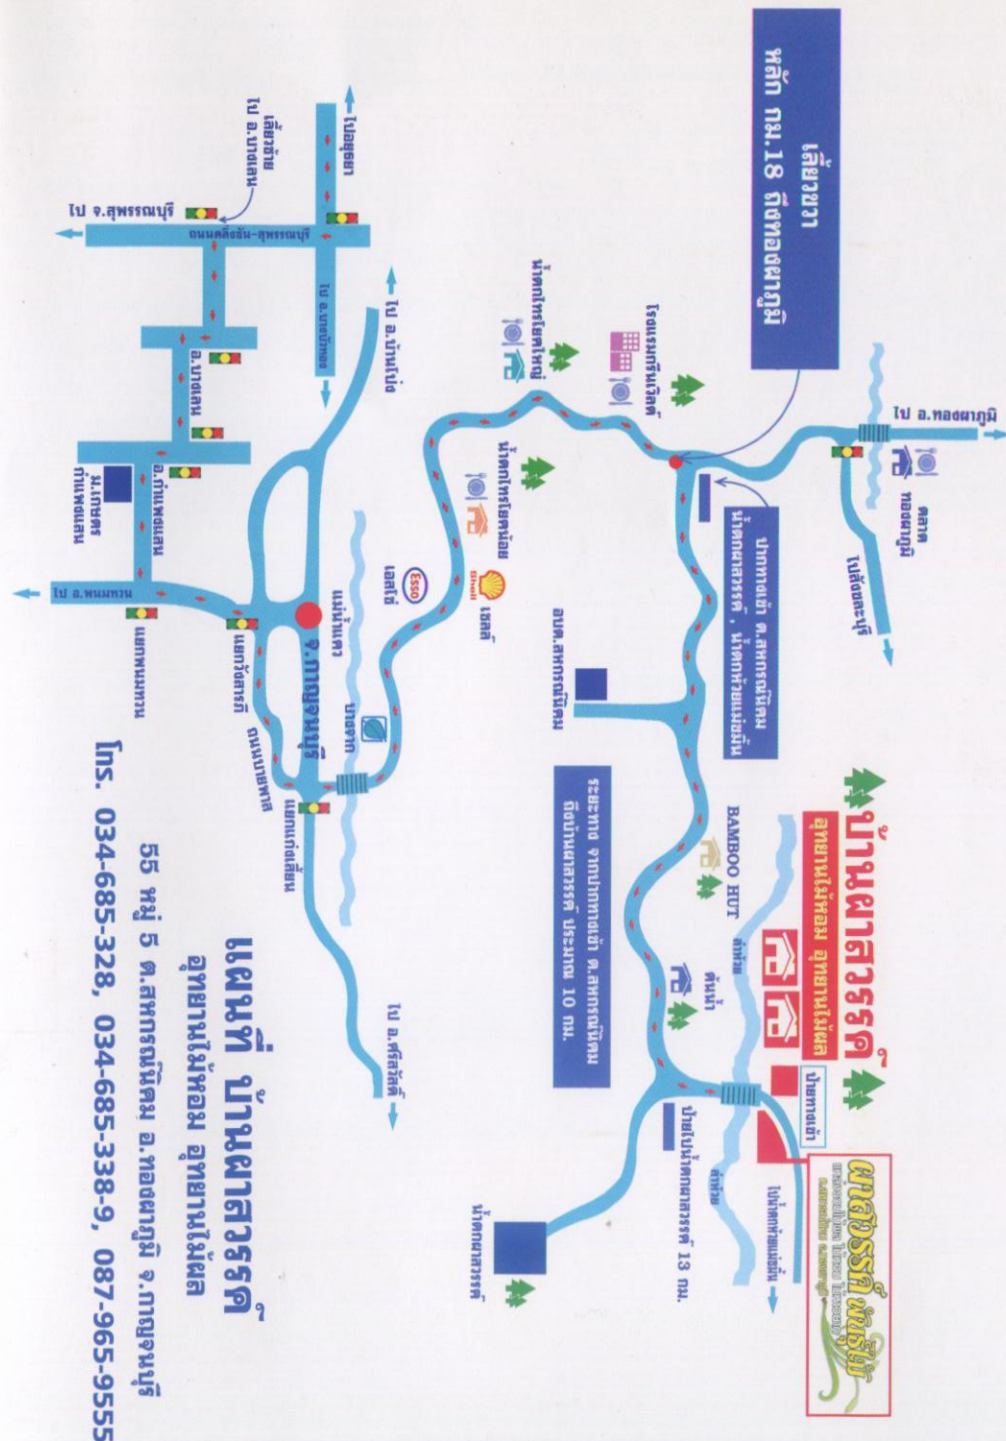 เลี้ยวขวา
หลัก กม.18 ถึงทองผาภูมิ
ไป อ.ทองผาภูมิ
ตลาด
ทองผาภูมิ
ไปสังขละบุรี
โรงแรมกรีนเวิลด์
น้ำตกไทรโยคใหญ่
น้ำตกไทรโยคน้อย
Shell
เชลล์
Esso
เอสโซ่
บางจาก
ปากทางเข้า ต.สหกรณ์นิคม
น้ำตกผาสวรรค์ , น้ำตกห้วยแม่ขมิ้น
อบต.สหกรณ์นิคม
ระยะทาง จากปากทางเข้า ต.สหกรณ์นิคม
ถึงบ้านผาสวรรค์ ประมาณ 10 กม.
บ้านผาสวรรค์
อุทยานไม้หอม อุทยานไม้ผล
BAMBOO HUT
ลำห้วย
ต้นน้ำ
ป้ายทางเข้า
ผาสวรรค์ พันธุ์ไม้
ไปน้ำตกห้วยแม่ขมิ้น
ลำห้วย
ป้ายไปน้ำตกผาสวรรค์ 13 กม.
น้ำตกผาสวรรค์
ไปอยุธยา
เลี้ยวซ้าย
ไป อ.บางเลน
ไป จ.สุพรรณบุรี
ถนนตลิ่งชัน-สุพรรณบุรี
ไป อ.บางบัวทอง
ไป อ.บ้านโป่ง
อ.บางเลน
อ.กำแพงแสน
ม.เกษตร
กำแพงแสน
ไป อ.พนมทวน
แยกพนมทวน
แยกวังสารภี
จ.กาญจนบุรี
แม่น้ำแคว
ถนนบายพาส
แยกแก่งเสี้ยน
ไป อ.ศรีสวัสดิ์
แผนที่ บ้านผาสวรรค์
อุทยานไม้หอม อุทยานไม้ผล
55 หมู่ 5 ต.สหกรณ์นิคม อ.ทองผาภูมิ จ.กาญจนบุรี
โทร. 034-685-328, 034-685-338-9, 087-965-9555